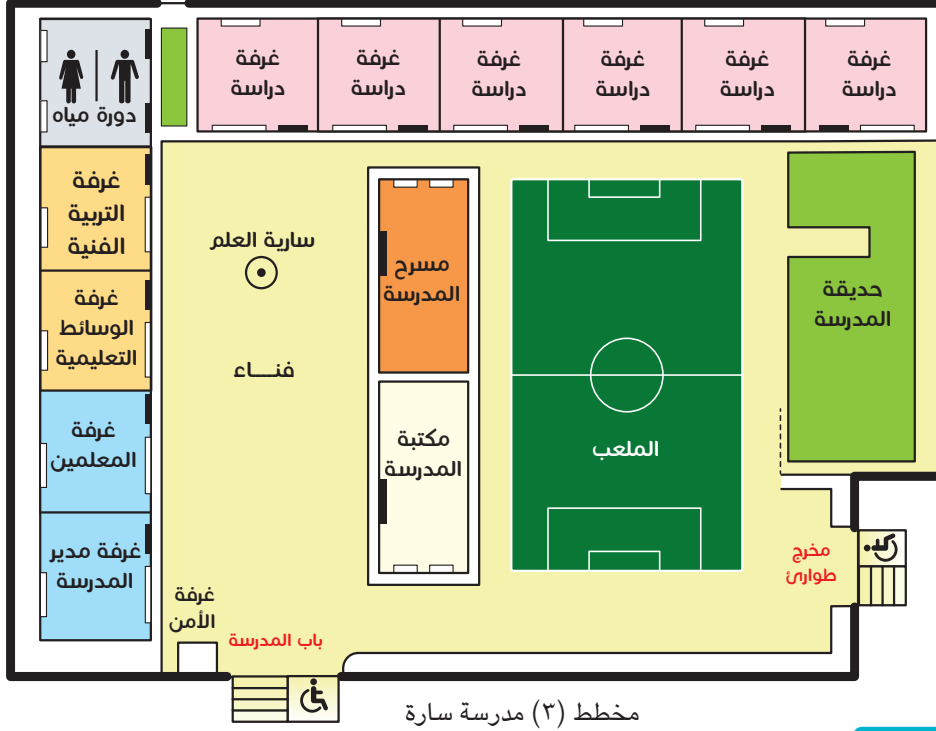 غرفة
دراسة
غرفة
دراسة
غرفة
دراسة
غرفة
دراسة
غرفة
دراسة
غرفة
دراسة
دورة مياه
غرفة
التربية
الفنية
غرفة
الوسائط
التعليمية
غرفة
المعلمين
غرفة مدير
المدرسة
سارية العلم
فنـــاء
مسرح
المدرسة
مكتبة
المدرسة
الملعب
حديقة
المدرسة
مخرج
طوارئ
غرفة
الأمن
باب المدرسة
مخطط (٣) مدرسة سارة